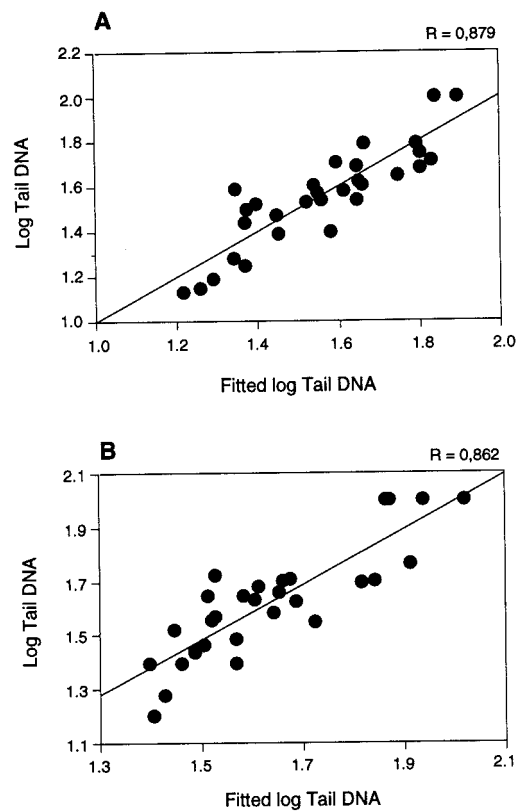 A
R = 0,879
2.2
2.0
1.8
1.6
1.4
1.2
1.0
Log Tail DNA
1.0 1.2 1.4 1.6 1.8 2.0
Fitted log Tail DNA
B
R = 0,862
2.1
1.9
1.7
1.5
1.3
1.1
Log Tail DNA
1.3 1.5 1.7 1.9 2.1
Fitted log Tail DNA